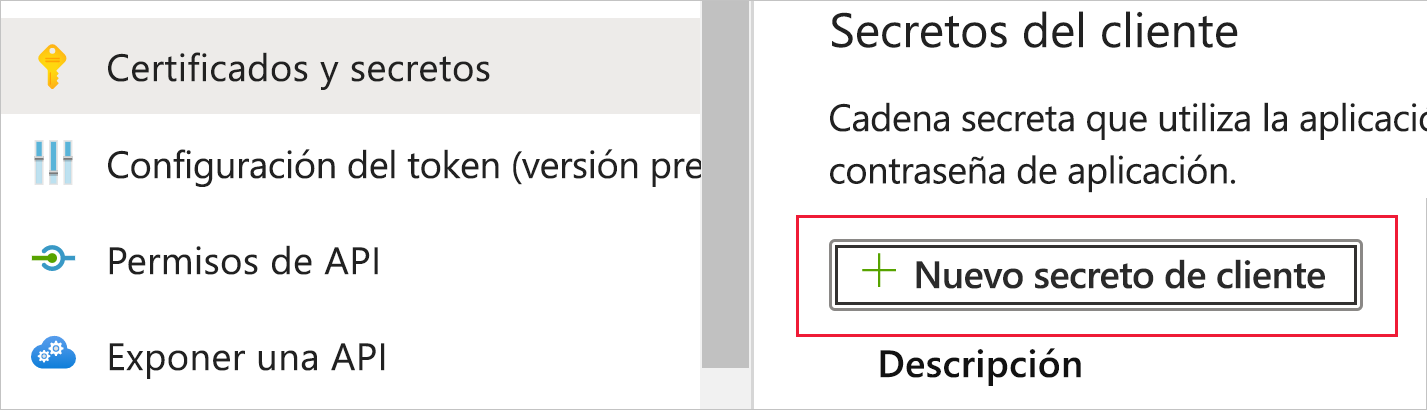 Certificados y secretos
Configuración del token (versión pre
Permisos de API
Exponer una API
Secretos del cliente
Cadena secreta que utiliza la aplicaci
contraseña de aplicación.
Nuevo secreto de cliente
Descripción